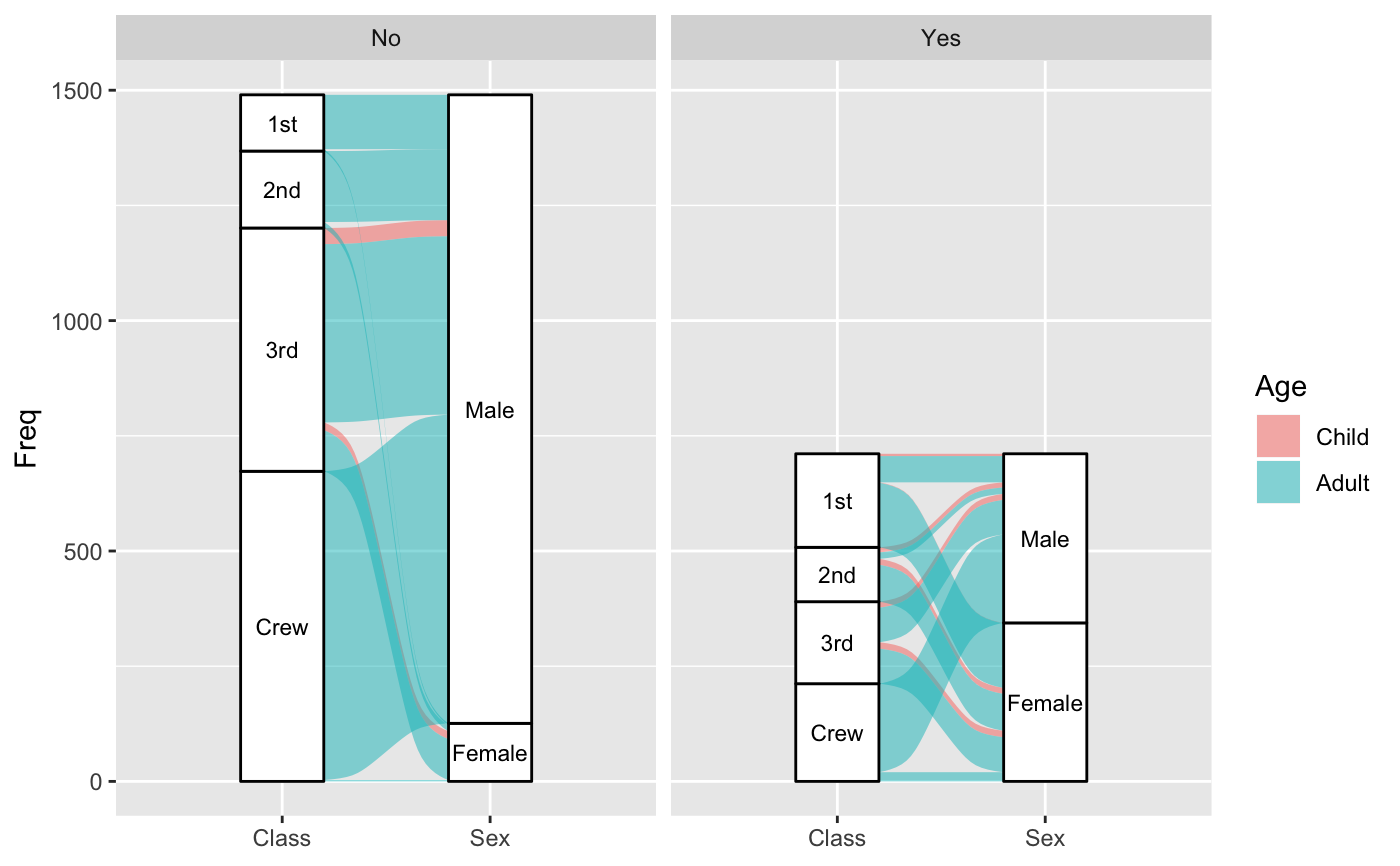 No
Yes
Freq
1500
1000
500
0
1st
2nd
3rd
Crew
Male
Female
1st
2nd
3rd
Crew
Male
Female
Class
Sex
Class
Sex
Age
Child
Adult